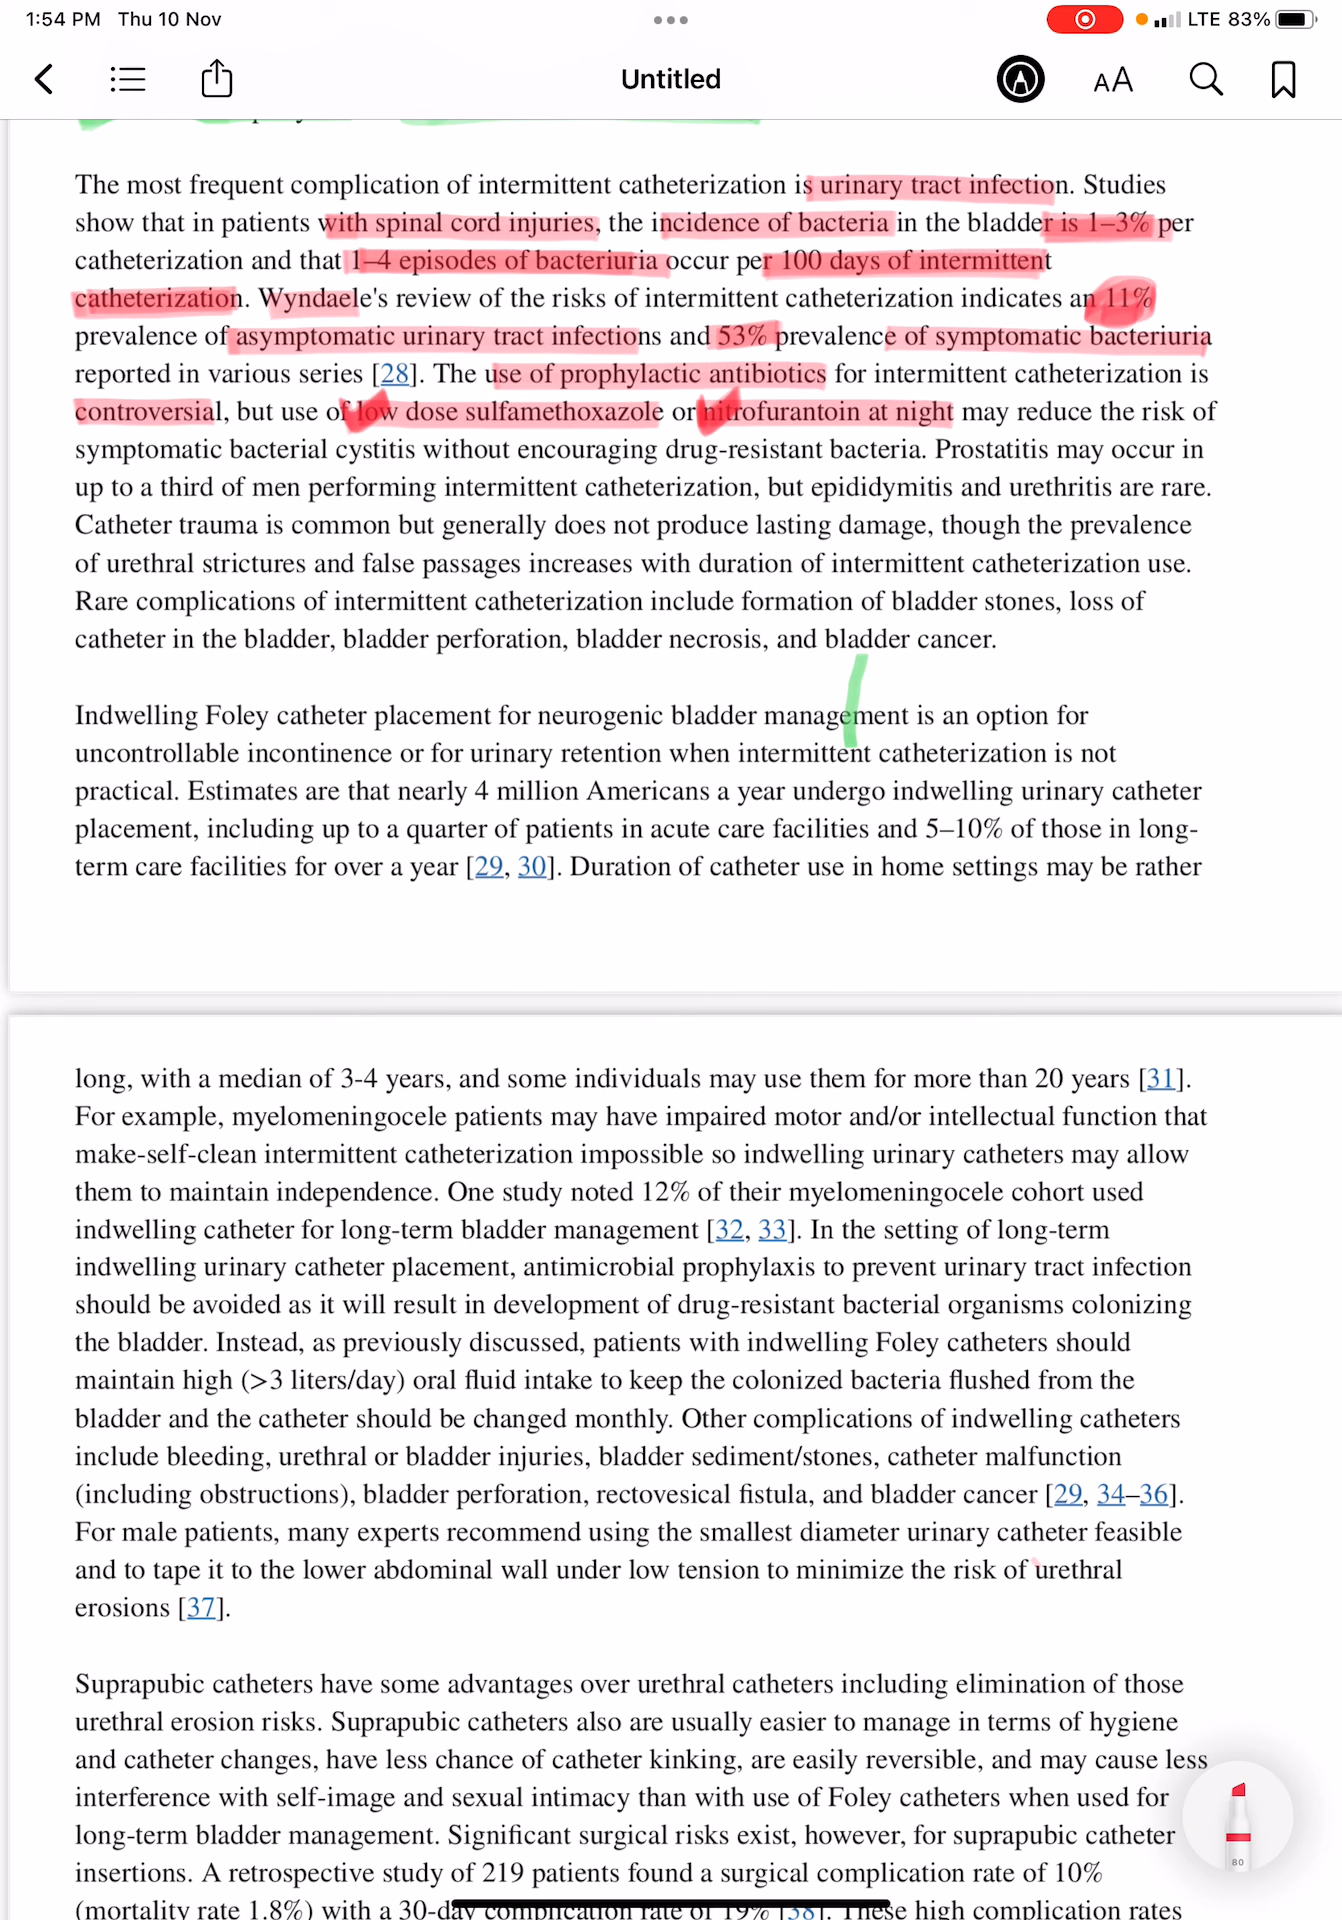 1:54 PM Thu 10 Nov
LTE 83%
Untitled
AA
The most frequent complication of intermittent catheterization is urinary tract infection. Studies
show that in patients with spinal cord injuries, the incidence of bacteria in the bladder is 1–3% per
catheterization and that 1–4 episodes of bacteriuria occur per 100 days of intermittent
catheterization. Wyndaele's review of the risks of intermittent catheterization indicates an 11%
prevalence of asymptomatic urinary tract infections and 53% prevalence of symptomatic bacteriuria
reported in various series [28]. The use of prophylactic antibiotics for intermittent catheterization is
controversial, but use of low dose sulfamethoxazole or nitrofurantoin at night may reduce the risk of
symptomatic bacterial cystitis without encouraging drug-resistant bacteria. Prostatitis may occur in
up to a third of men performing intermittent catheterization, but epididymitis and urethritis are rare.
Catheter trauma is common but generally does not produce lasting damage, though the prevalence
of urethral strictures and false passages increases with duration of intermittent catheterization use.
Rare complications of intermittent catheterization include formation of bladder stones, loss of
catheter in the bladder, bladder perforation, bladder necrosis, and bladder cancer.
Indwelling Foley catheter placement for neurogenic bladder management is an option for
uncontrollable incontinence or for urinary retention when intermittent catheterization is not
practical. Estimates are that nearly 4 million Americans a year undergo indwelling urinary catheter
placement, including up to a quarter of patients in acute care facilities and 5–10% of those in long-
term care facilities for over a year [29, 30]. Duration of catheter use in home settings may be rather
long, with a median of 3-4 years, and some individuals may use them for more than 20 years [31].
For example, myelomeningocele patients may have impaired motor and/or intellectual function that
make-self-clean intermittent catheterization impossible so indwelling urinary catheters may allow
them to maintain independence. One study noted 12% of their myelomeningocele cohort used
indwelling catheter for long-term bladder management [32, 33]. In the setting of long-term
indwelling urinary catheter placement, antimicrobial prophylaxis to prevent urinary tract infection
should be avoided as it will result in development of drug-resistant bacterial organisms colonizing
the bladder. Instead, as previously discussed, patients with indwelling Foley catheters should
maintain high (>3 liters/day) oral fluid intake to keep the colonized bacteria flushed from the
bladder and the catheter should be changed monthly. Other complications of indwelling catheters
include bleeding, urethral or bladder injuries, bladder sediment/stones, catheter malfunction
(including obstructions), bladder perforation, rectovesical fistula, and bladder cancer [29, 34–36].
For male patients, many experts recommend using the smallest diameter urinary catheter feasible
and to tape it to the lower abdominal wall under low tension to minimize the risk of urethral
erosions [37].
Suprapubic catheters have some advantages over urethral catheters including elimination of those
urethral erosion risks. Suprapubic catheters also are usually easier to manage in terms of hygiene
and catheter changes, have less chance of catheter kinking, are easily reversible, and may cause less
interference with self-image and sexual intimacy than with use of Foley catheters when used for
long-term bladder management. Significant surgical risks exist, however, for suprapubic catheter
80
insertions. A retrospective study of 219 patients found a surgical complication rate of 10%
(mortality rate 1.8%) with a 30-day complication rate of 19% [38]. These high complication rates